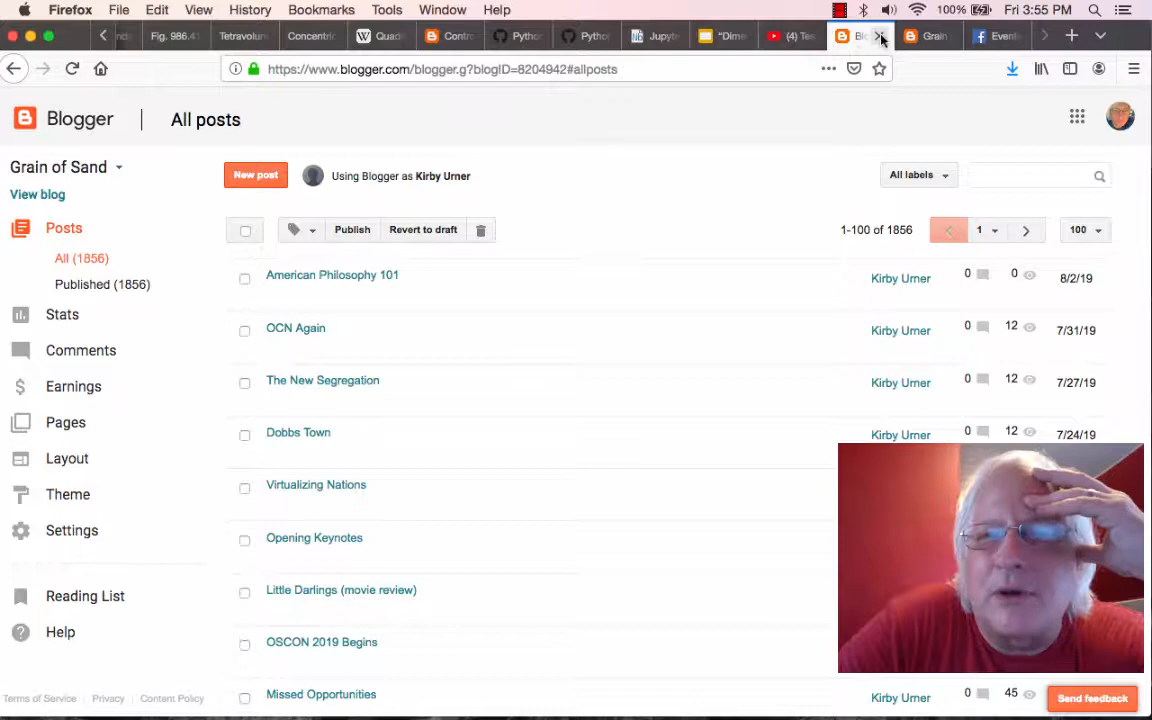 Firefox File Edit View History Bookmarks Tools Window Help 100% Fri 3:55 PM
Fig. 986.41 Tetravolum Concentric Quad Contro Python Pytho Jupyte "Dime (4) Tee Blo Grain Event
https://www.blogger.com/blogger.g?blogID=8204942#allposts
Blogger All posts
Grain of Sand
New post Using Blogger as Kirby Urner All labels
View blog
Posts
Publish Revert to draft 1-100 of 1856 1 100
All (1856)
American Philosophy 101 Kirby Urner 0 0 8/2/19
Published (1856)
Stats
OCN Again Kirby Urner 0 12 7/31/19
Comments
The New Segregation Kirby Urner 0 12 7/27/19
Earnings
Pages
Dobbs Town Kirby Urner 0 12 7/24/19
Layout
Virtualizing Nations
Theme
Settings
Opening Keynotes
Reading List
Little Darlings (movie review)
Help
OSCON 2019 Begins
Terms of Service Privacy Content Policy
Missed Opportunities Kirby Urner 0 45
Send feedback